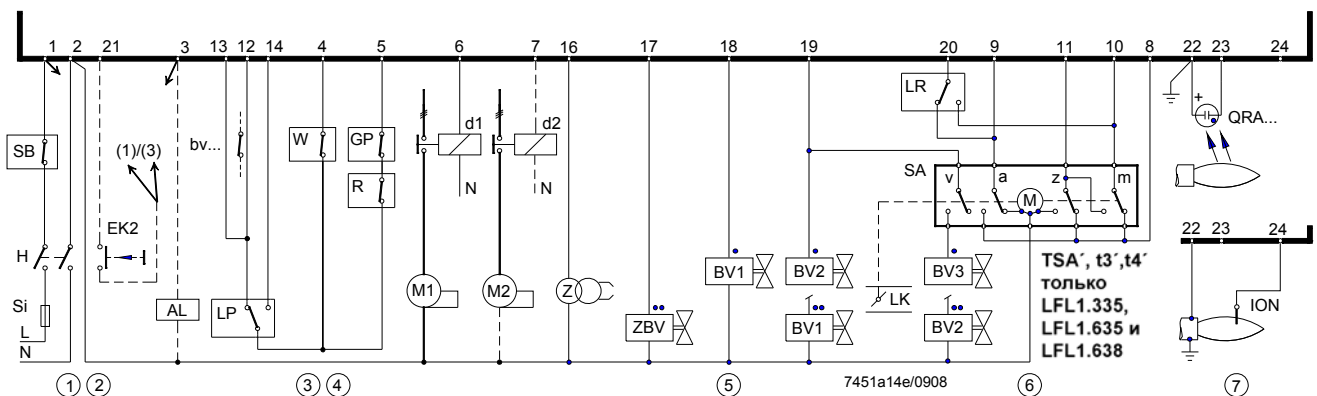 1 2 21 3 13 12 14 4 5 6 7 16 17 18 19 20 9 11 10 8 22 23 24
LR
+
QRA...
SB
bv...
W
GP
d1
d2
(1)/(3)
R
N
N
SA
v
a
z
m
M
EK2
22 23 24
H
BV1
BV2
BV3
TSA´, t3´,t4´
только
LFL1.335,
LFL1.635 и
LFL1.638
M1
M2
Z
LK
ION
Si
AL
LP
ZBV
BV1
BV2
L
N
1 2
3 4
5
7451a14e/0908
6
7